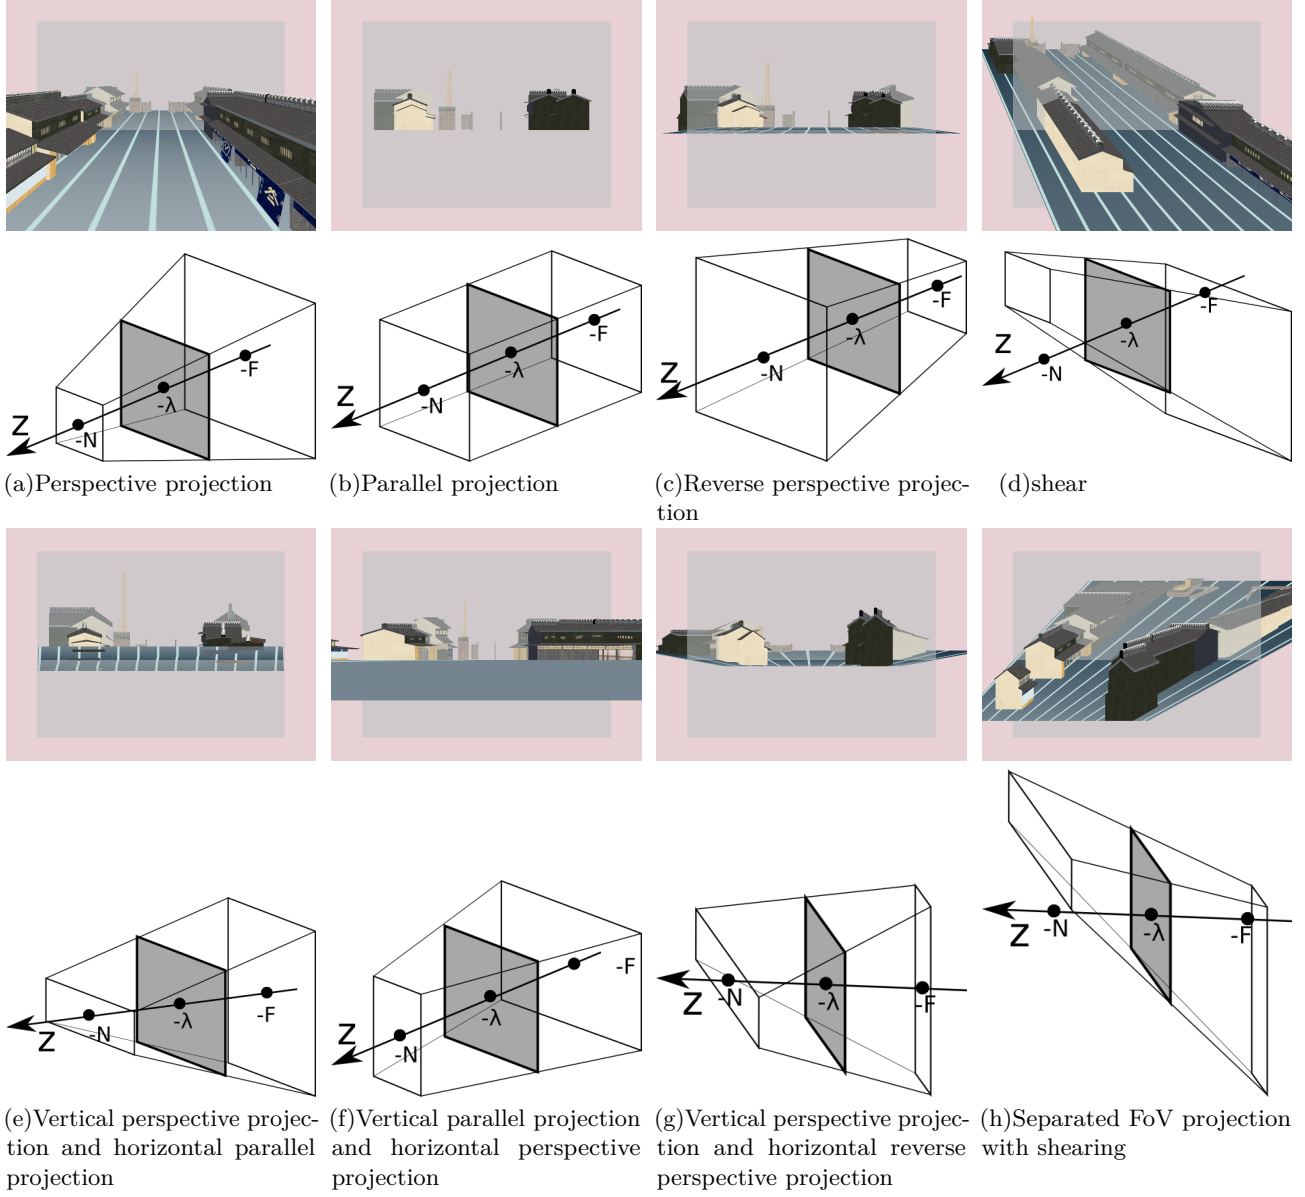 Z
-N
-λ
-F
Z
-N
-λ
-F
Z
-N
-λ
-F
Z
-N
-λ
-F
(a)Perspective projection
(b)Parallel projection
(c)Reverse perspective projec-
tion
(d)shear
Z
-N
-λ
-F
Z
-N
-λ
-F
Z
-N
-λ
-F
Z
-N
-λ
-F
(e)Vertical perspective projec-
tion and horizontal parallel
projection
(f)Vertical parallel projection
and horizontal perspective
projection
(g)Vertical perspective projec-
tion and horizontal reverse
perspective projection
(h)Separated FoV projection
with shearing